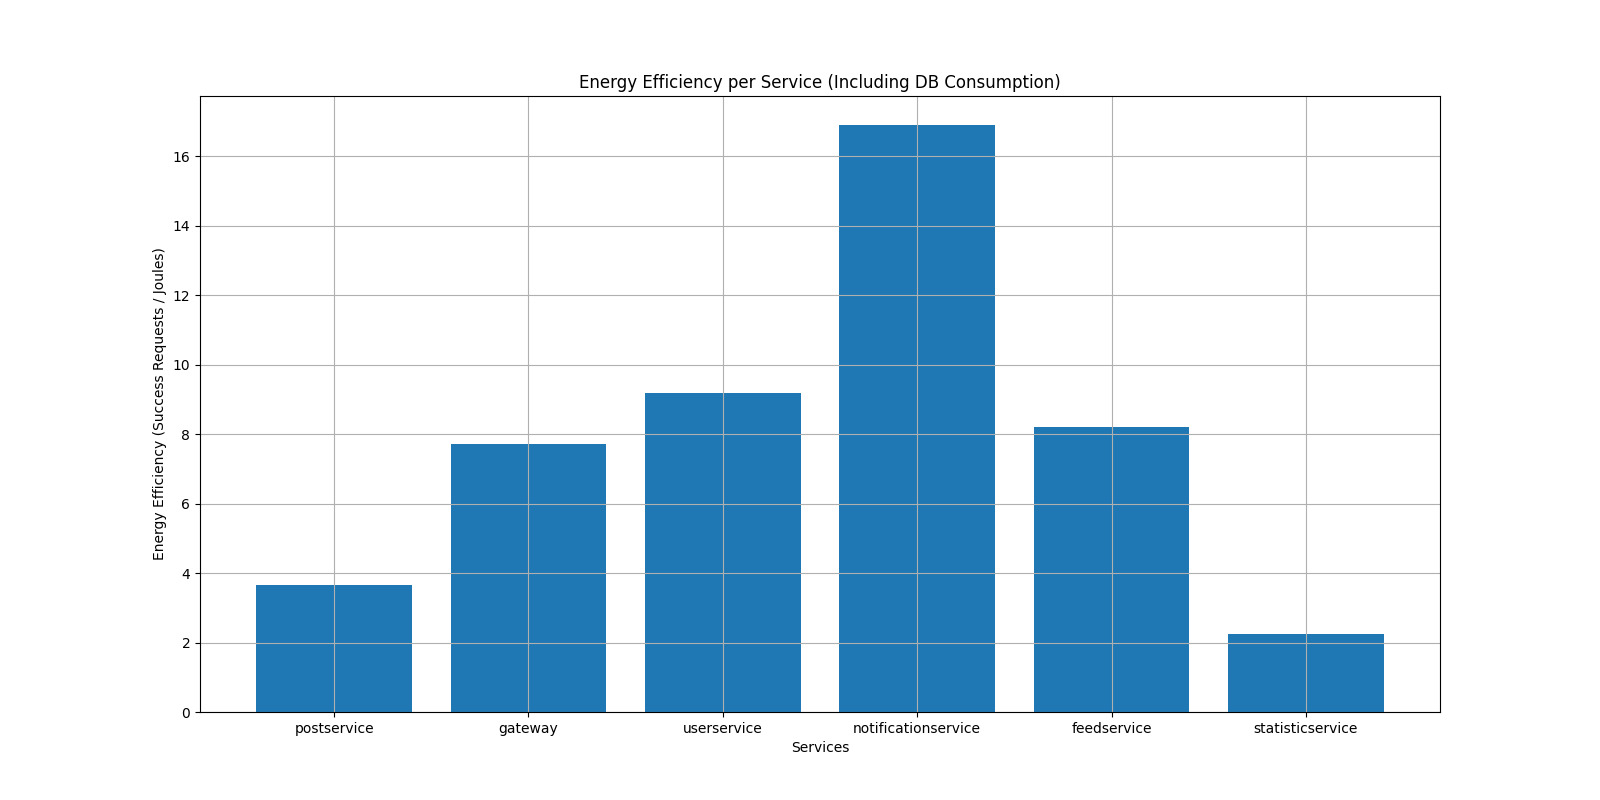 Energy Efficiency per Service (Including DB Consumption)
Energy Efficiency (Success Requests / Joules)
16
14
12
10
8
6
4
2
0
postservice gateway userservice notificationservice feedservice statisticservice
Services